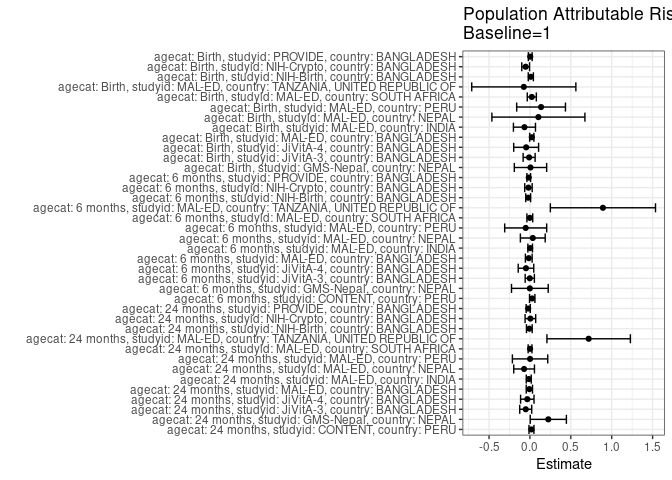 Population Attributable Ris
Baseline=1
agecat: Birth, studyid: PROVIDE, country: BANGLADESH
agecat: Birth, studyid: NIH-Crypto, country: BANGLADESH
agecat: Birth, studyid: NIH-Birth, country: BANGLADESH
agecat: Birth, studyid: MAL-ED, country: TANZANIA, UNITED REPUBLIC OF
agecat: Birth, studyid: MAL-ED, country: SOUTH AFRICA
agecat: Birth, studyid: MAL-ED, country: PERU
agecat: Birth, studyid: MAL-ED, country: NEPAL
agecat: Birth, studyid: MAL-ED, country: INDIA
agecat: Birth, studyid: MAL-ED, country: BANGLADESH
agecat: Birth, studyid: JiVitA-4, country: BANGLADESH
agecat: Birth, studyid: JiVitA-3, country: BANGLADESH
agecat: Birth, studyid: GMS-Nepal, country: NEPAL
agecat: 6 months, studyid: PROVIDE, country: BANGLADESH
agecat: 6 months, studyid: NIH-Crypto, country: BANGLADESH
agecat: 6 months, studyid: NIH-Birth, country: BANGLADESH
agecat: 6 months, studyid: MAL-ED, country: TANZANIA, UNITED REPUBLIC OF
agecat: 6 months, studyid: MAL-ED, country: SOUTH AFRICA
agecat: 6 months, studyid: MAL-ED, country: PERU
agecat: 6 months, studyid: MAL-ED, country: NEPAL
agecat: 6 months, studyid: MAL-ED, country: INDIA
agecat: 6 months, studyid: MAL-ED, country: BANGLADESH
agecat: 6 months, studyid: JiVitA-4, country: BANGLADESH
agecat: 6 months, studyid: JiVitA-3, country: BANGLADESH
agecat: 6 months, studyid: GMS-Nepal, country: NEPAL
agecat: 6 months, studyid: CONTENT, country: PERU
agecat: 24 months, studyid: PROVIDE, country: BANGLADESH
agecat: 24 months, studyid: NIH-Crypto, country: BANGLADESH
agecat: 24 months, studyid: NIH-Birth, country: BANGLADESH
agecat: 24 months, studyid: MAL-ED, country: TANZANIA, UNITED REPUBLIC OF
agecat: 24 months, studyid: MAL-ED, country: SOUTH AFRICA
agecat: 24 months, studyid: MAL-ED, country: PERU
agecat: 24 months, studyid: MAL-ED, country: NEPAL
agecat: 24 months, studyid: MAL-ED, country: INDIA
agecat: 24 months, studyid: MAL-ED, country: BANGLADESH
agecat: 24 months, studyid: JiVitA-4, country: BANGLADESH
agecat: 24 months, studyid: JiVitA-3, country: BANGLADESH
agecat: 24 months, studyid: GMS-Nepal, country: NEPAL
agecat: 24 months, studyid: CONTENT, country: PERU
-0.5 0.0 0.5 1.0 1.5
Estimate